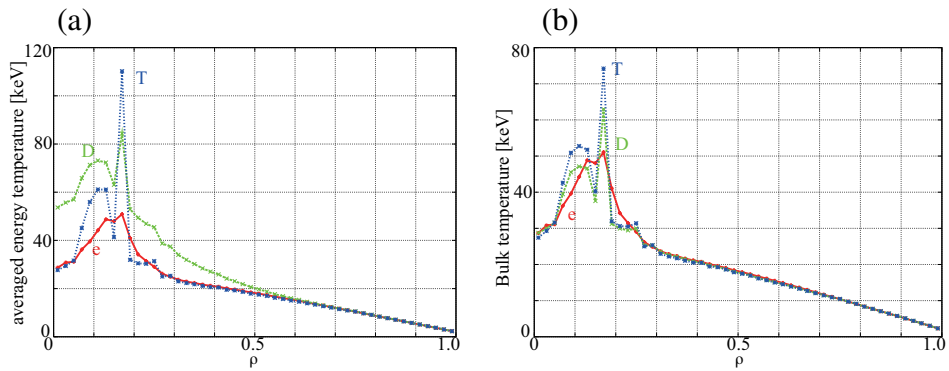 (a)
averaged energy temperature [keV]
120
80
40
0
T
D
e
0
0.5
1.0
ρ
(b)
Bulk temperature [keV]
80
40
0
T
D
e
0
0.5
1.0
ρ